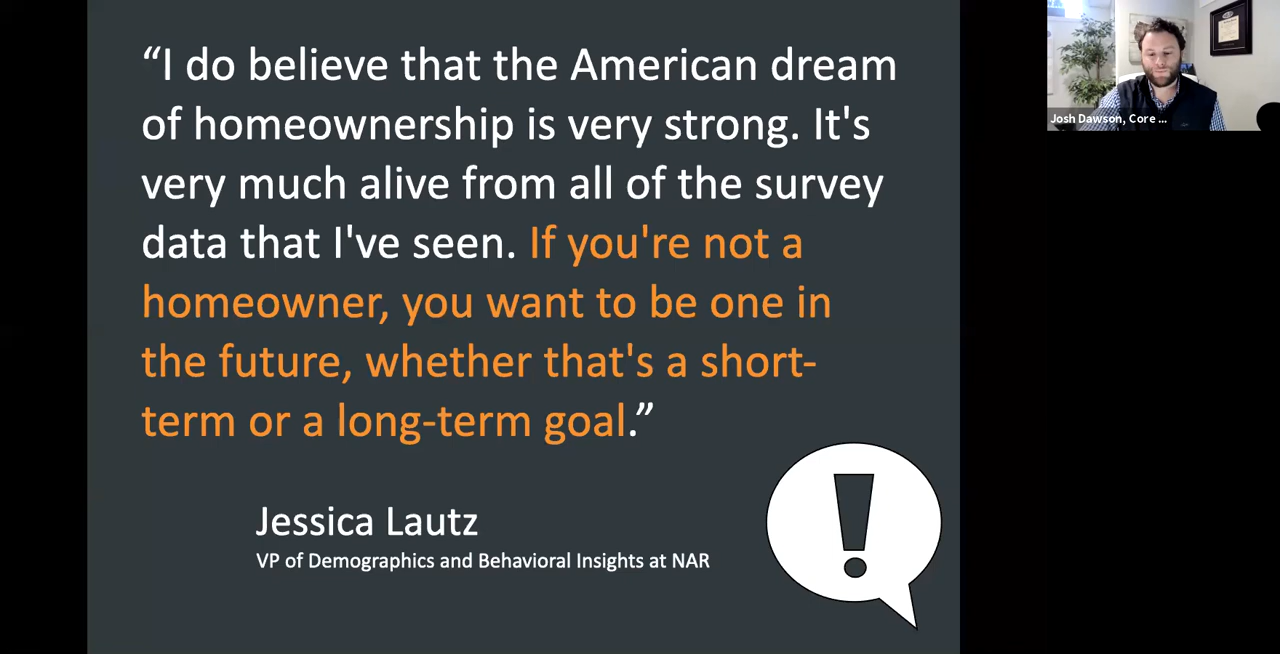 “I do believe that the American dream
of homeownership is very strong. It's
very much alive from all of the survey
data that I've seen. If you're not a
homeowner, you want to be one in
the future, whether that's a short-
term or a long-term goal.”
Jessica Lautz
VP of Demographics and Behavioral Insights at NAR
!
Josh Dawson, Core ...